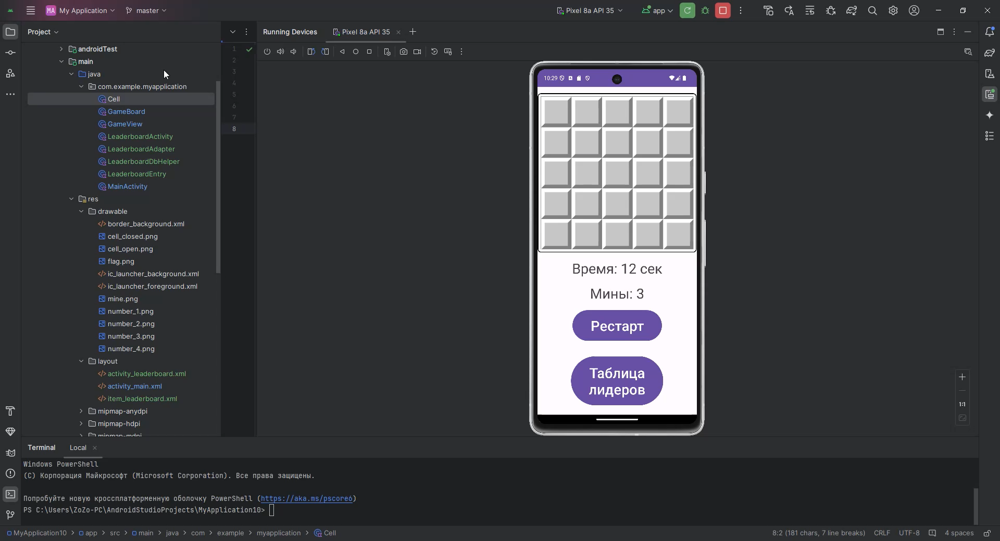 MA My Application master Pixel 8a API 35 app
Project Running Devices Pixel 8a API 35
androidTest
main
java
com.example.myapplication
Cell
GameBoard
GameView
LeaderboardActivity
LeaderboardAdapter
LeaderboardDbHelper
LeaderboardEntry
MainActivity
res
drawable
border_background.xml
cell_closed.png
cell_open.png
flag.png
ic_launcher_background.xml
ic_launcher_foreground.xml
mine.png
number_1.png
number_2.png
number_3.png
number_4.png
layout
activity_leaderboard.xml
activity_main.xml
item_leaderboard.xml
mipmap-anydpi
mipmap-hdpi
mipmap-mdpi
1
2
3
4
5
6
7
8
10:29
Время: 12 сек
Мины: 3
Рестарт
Таблица
лидеров
1:1
Terminal Local
Windows PowerShell
(C) Корпорация Майкрософт (Microsoft Corporation). Все права защищены.
Попробуйте новую кроссплатформенную оболочку PowerShell (https://aka.ms/pscore6)
PS C:\Users\ZoZo-PC\AndroidStudioProjects\MyApplication10>
MyApplication10 > app > src > main > java > com > example > myapplication > Cell 8:2 (181 chars, 7 line breaks) CRLF UTF-8 4 spaces